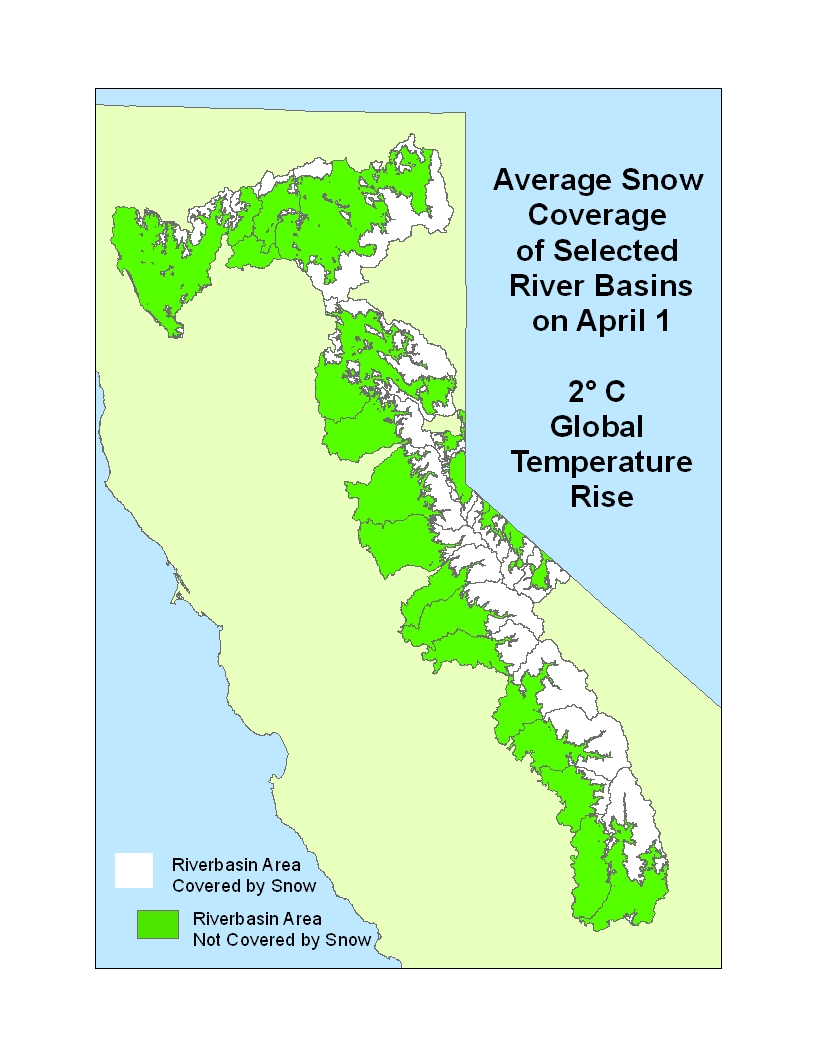 Average Snow
Coverage
of Selected
River Basins
on April 1
2° C
Global
Temperature
Rise
Riverbasin Area
Covered by Snow
Riverbasin Area
Not Covered by Snow